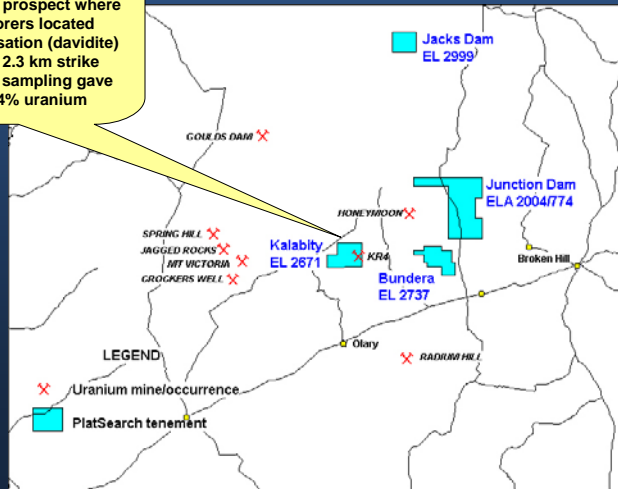 prospect where
orers located
sation (davidite)
2.3 km strike
sampling gave
4% uranium
Jacks Dam
EL 2999
GOULDS DAM
Junction Dam
ELA 2004/774
HONEYMOON
SPRING HILL
JAGGED ROCKS
MT VICTORIA
CROCKERS WELL
Kalabity
EL 2671
KR4
Bundera
EL 2737
Broken Hill
Olary
RADIUM HILL
LEGEND
Uranium mine/occurrence
PlatSearch tenement